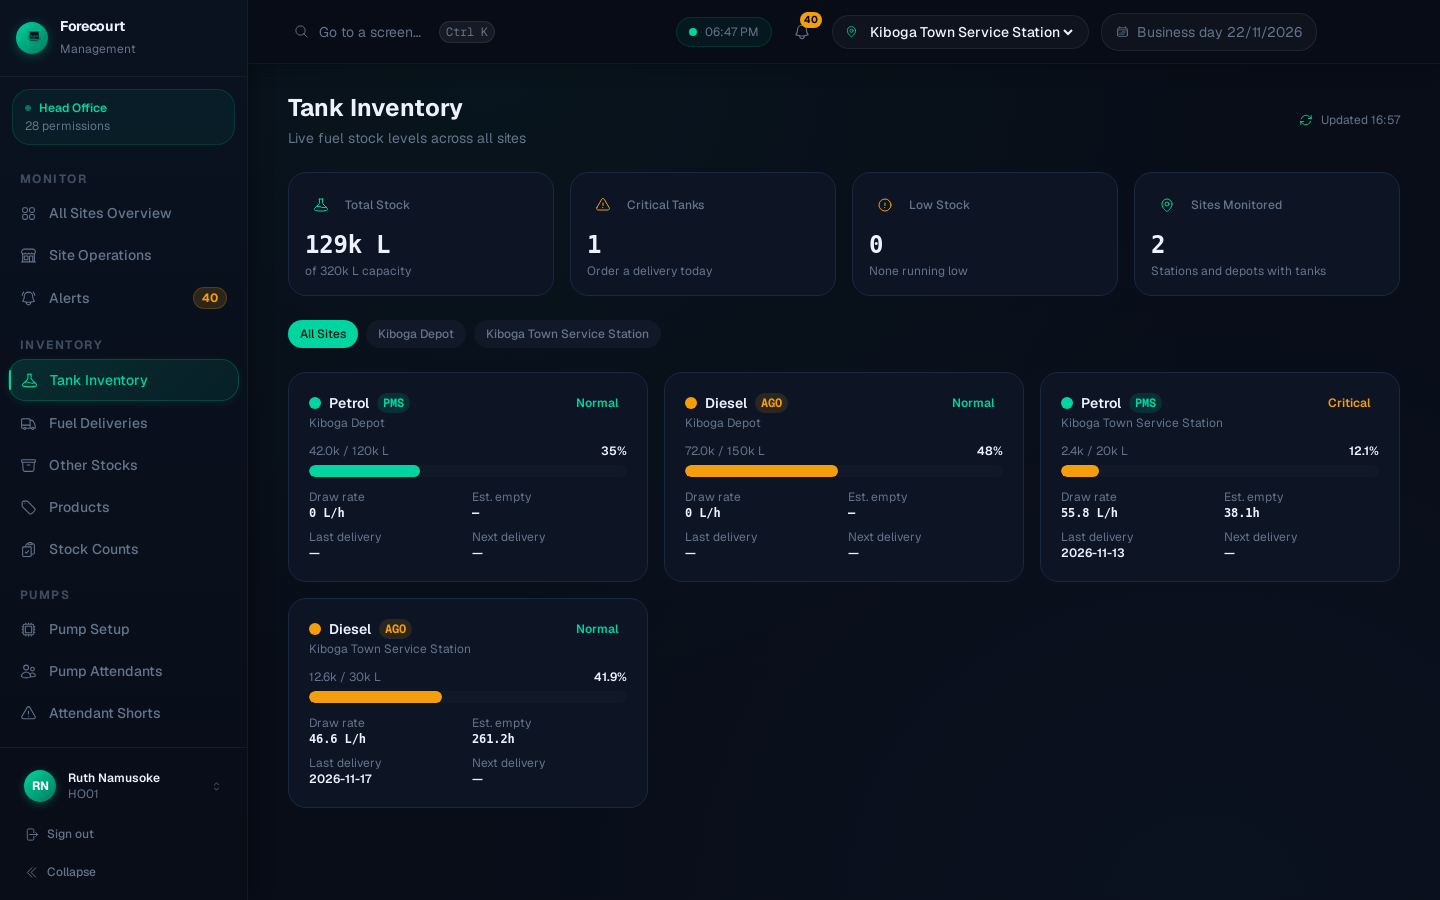 Forecourt
Management
Head Office
28 permissions
MONITOR
All Sites Overview
Site Operations
Alerts 40
INVENTORY
Tank Inventory
Fuel Deliveries
Other Stocks
Products
Stock Counts
PUMPS
Pump Setup
Pump Attendants
Attendant Shorts
RN
Ruth Namusoke
HO01
Sign out
Collapse
Go to a screen... Ctrl K
06:47 PM
40
Kiboga Town Service Station
Business day 22/11/2026
Tank Inventory
Live fuel stock levels across all sites
Updated 16:57
Total Stock
129k L
of 320k L capacity
Critical Tanks
1
Order a delivery today
Low Stock
0
None running low
Sites Monitored
2
Stations and depots with tanks
All Sites Kiboga Depot Kiboga Town Service Station
Petrol PMS Normal
Kiboga Depot
42.0k / 120k L 35%
Draw rate Est. empty
0 L/h —
Last delivery Next delivery
— —
Diesel AGO Normal
Kiboga Depot
72.0k / 150k L 48%
Draw rate Est. empty
0 L/h —
Last delivery Next delivery
— —
Petrol PMS Critical
Kiboga Town Service Station
2.4k / 20k L 12.1%
Draw rate Est. empty
55.8 L/h 38.1h
Last delivery Next delivery
2026-11-13 —
Diesel AGO Normal
Kiboga Town Service Station
12.6k / 30k L 41.9%
Draw rate Est. empty
46.6 L/h 261.2h
Last delivery Next delivery
2026-11-17 —